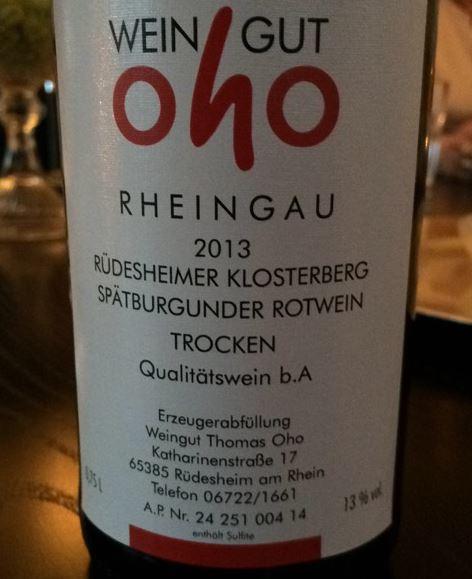 WEIN GUT
oho
RHEINGAU
2013
RÜDESHEIMER KLOSTERBERG
SPÄTBURGUNDER ROTWEIN
TROCKEN
Qualitätswein b.A
Erzeugerabfüllung
Weingut Thomas Oho
Katharinenstraße 17
65385 Rüdesheim am Rhein
Telefon 06722/1661
0,75 L
A.P. Nr. 24 251 004 14
13 % vol
enthält Sulfite